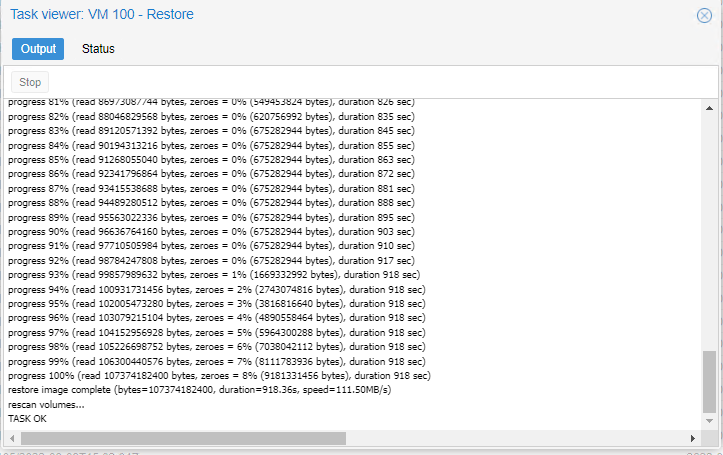 Task viewer: VM 100 - Restore
Output Status
Stop
progress 81% (read 86973087744 bytes, zeroes = 0% (549453824 bytes), duration 826 sec)
progress 82% (read 88046829568 bytes, zeroes = 0% (620756992 bytes), duration 835 sec)
progress 83% (read 89120571392 bytes, zeroes = 0% (675282944 bytes), duration 845 sec)
progress 84% (read 90194313216 bytes, zeroes = 0% (675282944 bytes), duration 855 sec)
progress 85% (read 91268055040 bytes, zeroes = 0% (675282944 bytes), duration 863 sec)
progress 86% (read 92341796864 bytes, zeroes = 0% (675282944 bytes), duration 872 sec)
progress 87% (read 93415538688 bytes, zeroes = 0% (675282944 bytes), duration 881 sec)
progress 88% (read 94489280512 bytes, zeroes = 0% (675282944 bytes), duration 888 sec)
progress 89% (read 95563022336 bytes, zeroes = 0% (675282944 bytes), duration 895 sec)
progress 90% (read 96636764160 bytes, zeroes = 0% (675282944 bytes), duration 903 sec)
progress 91% (read 97710505984 bytes, zeroes = 0% (675282944 bytes), duration 910 sec)
progress 92% (read 98784247808 bytes, zeroes = 0% (675282944 bytes), duration 917 sec)
progress 93% (read 99857989632 bytes, zeroes = 1% (1669332992 bytes), duration 918 sec)
progress 94% (read 100931731456 bytes, zeroes = 2% (2743074816 bytes), duration 918 sec)
progress 95% (read 102005473280 bytes, zeroes = 3% (3816816640 bytes), duration 918 sec)
progress 96% (read 103079215104 bytes, zeroes = 4% (4890558464 bytes), duration 918 sec)
progress 97% (read 104152956928 bytes, zeroes = 5% (5964300288 bytes), duration 918 sec)
progress 98% (read 105226698752 bytes, zeroes = 6% (7038042112 bytes), duration 918 sec)
progress 99% (read 106300440576 bytes, zeroes = 7% (8111783936 bytes), duration 918 sec)
progress 100% (read 107374182400 bytes, zeroes = 8% (9181331456 bytes), duration 918 sec)
restore image complete (bytes=107374182400, duration=918.36s, speed=111.50MB/s)
rescan volumes...
TASK OK